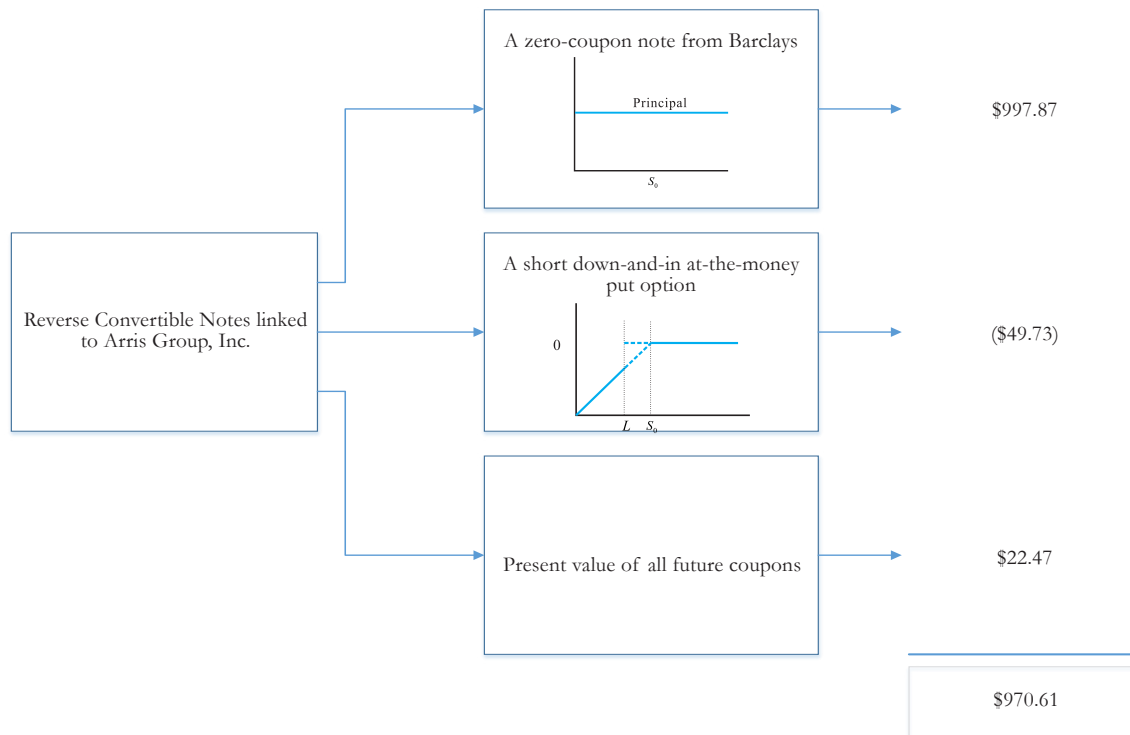 A zero-coupon note from Barclays
Principal
S₀
$997.87
Reverse Convertible Notes linked
to Arris Group, Inc.
A short down-and-in at-the-money
put option
0
L S₀
($49.73)
Present value of all future coupons
$22.47
$970.61